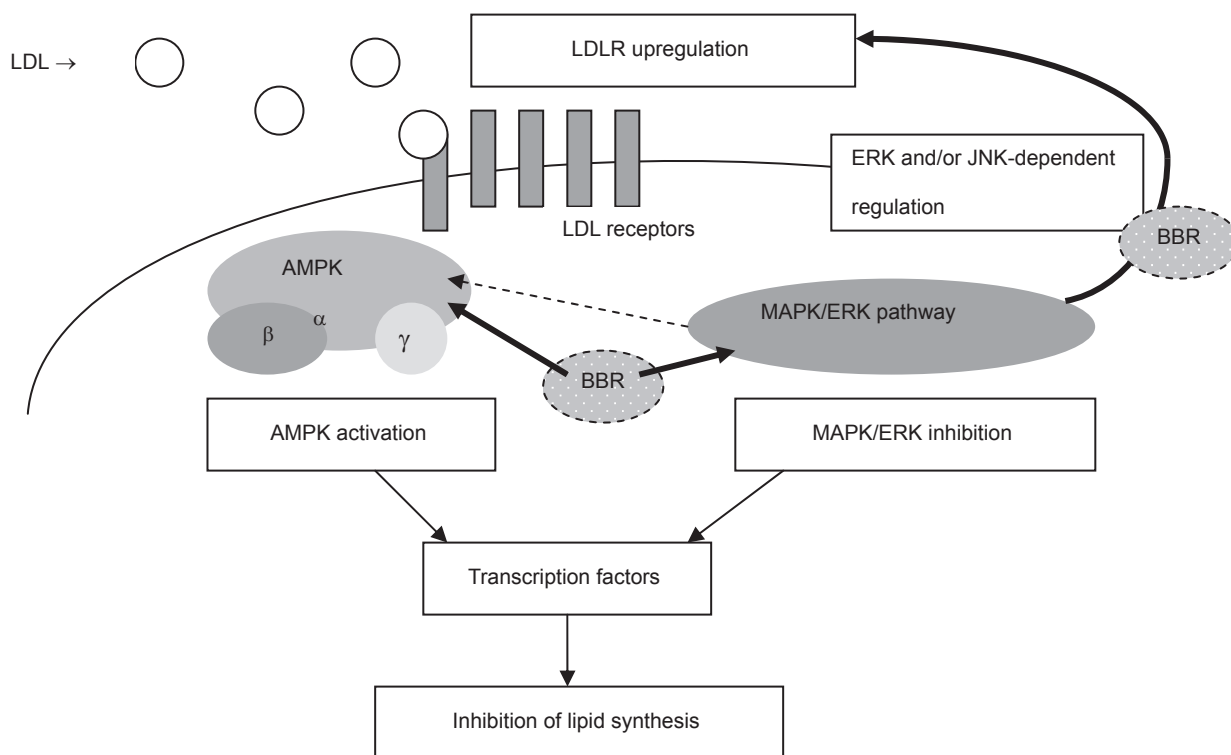 LDLR upregulation
LDL →
ERK and/or JNK-dependent
regulation
LDL receptors
BBR
AMPK
α
β
γ
MAPK/ERK pathway
BBR
AMPK activation
MAPK/ERK inhibition
Transcription factors
Inhibition of lipid synthesis